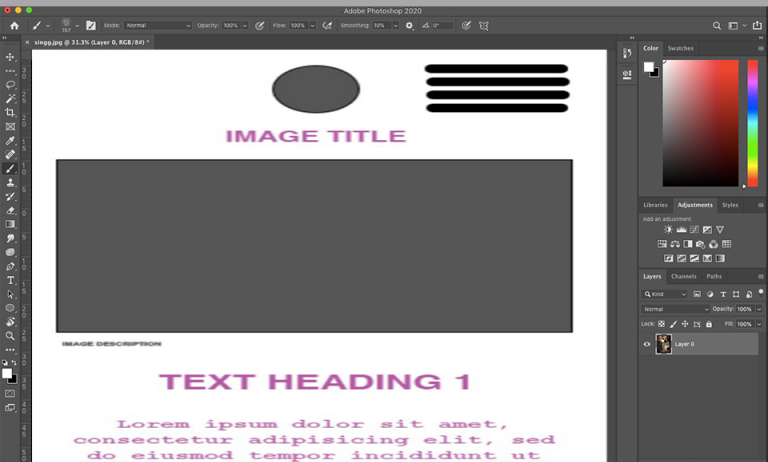 Adobe Photoshop 2020
157
Mode: Normal
Opacity: 100%
Flow: 100%
Smoothing: 10%
0°
singg.jpg @ 31.3% (Layer 0, RGB/8#) *
IMAGE TITLE
IMAGE DESCRIPTION
TEXT HEADING 1
Lorem ipsum dolor sit amet,
consectetur adipisicing elit, sed
do eiusmod tempor incididunt ut
Color
Swatches
Libraries
Adjustments
Styles
Add an adjustment
Layers
Channels
Paths
Kind
Normal
Opacity: 100%
Lock:
Fill: 100%
Layer 0